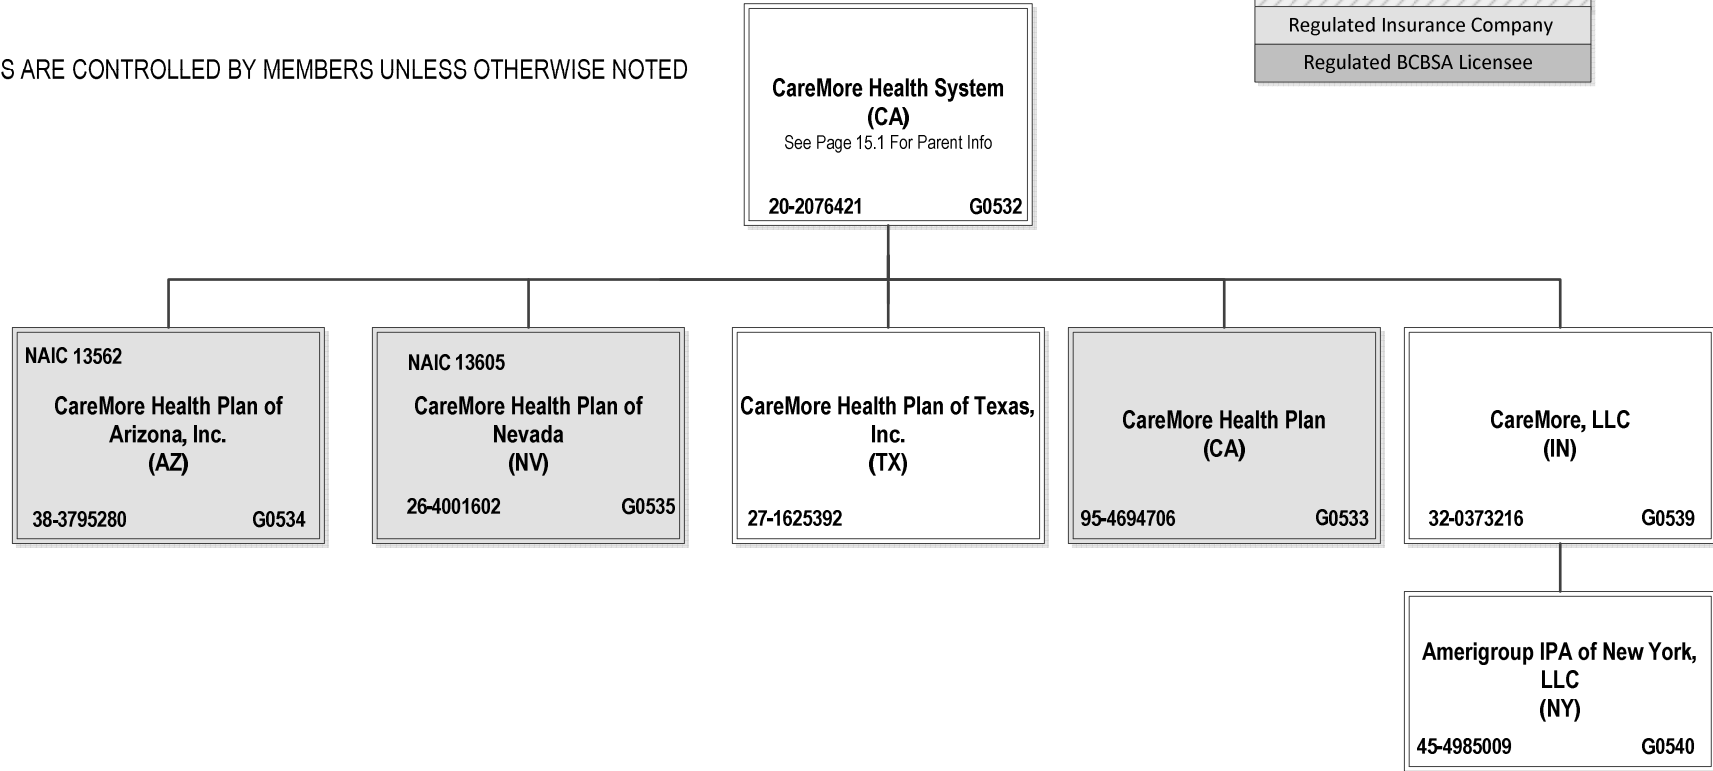 Regulated Insurance Company
Regulated BCBSA Licensee
S ARE CONTROLLED BY MEMBERS UNLESS OTHERWISE NOTED
CareMore Health System
(CA)
See Page 15.1 For Parent Info
20-2076421 G0532
NAIC 13562
CareMore Health Plan of
Arizona, Inc.
(AZ)
38-3795280 G0534
NAIC 13605
CareMore Health Plan of
Nevada
(NV)
26-4001602 G0535
CareMore Health Plan of Texas,
Inc.
(TX)
27-1625392
CareMore Health Plan
(CA)
95-4694706 G0533
CareMore, LLC
(IN)
32-0373216 G0539
Amerigroup IPA of New York,
LLC
(NY)
45-4985009 G0540